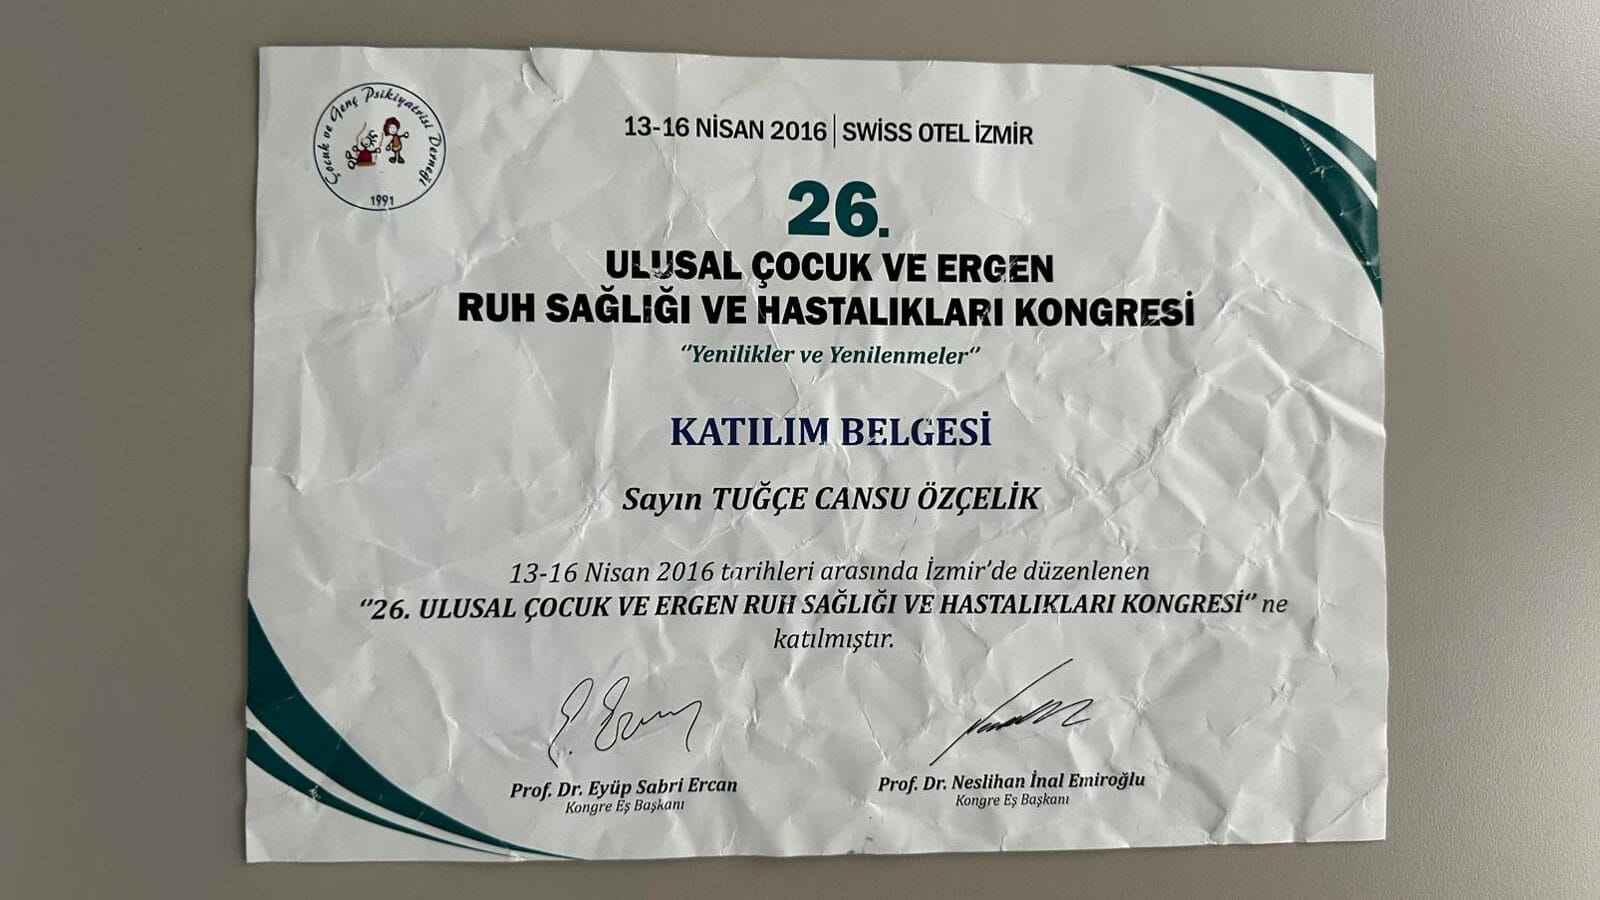 Çocuk ve Genç Psikiyatrisi Derneği
1991
13-16 NİSAN 2016 | SWİSS OTEL İZMİR
26.
ULUSAL ÇOCUK VE ERGEN
RUH SAĞLIĞI VE HASTALIKLARI KONGRESİ
‘‘Yenilikler ve Yenilenmeler‘‘
KATILIM BELGESİ
Sayın TUĞÇE CANSU ÖZÇELİK
13-16 Nisan 2016 tarihleri arasında İzmir’de düzenlenen
‘‘26. ULUSAL ÇOCUK VE ERGEN RUH SAĞLIĞI VE HASTALIKLARI KONGRESİ‘‘ ne
katılmıştır.
Prof. Dr. Eyüp Sabri Ercan
Kongre Eş Başkanı
Prof. Dr. Neslihan İnal Emiroğlu
Kongre Eş Başkanı